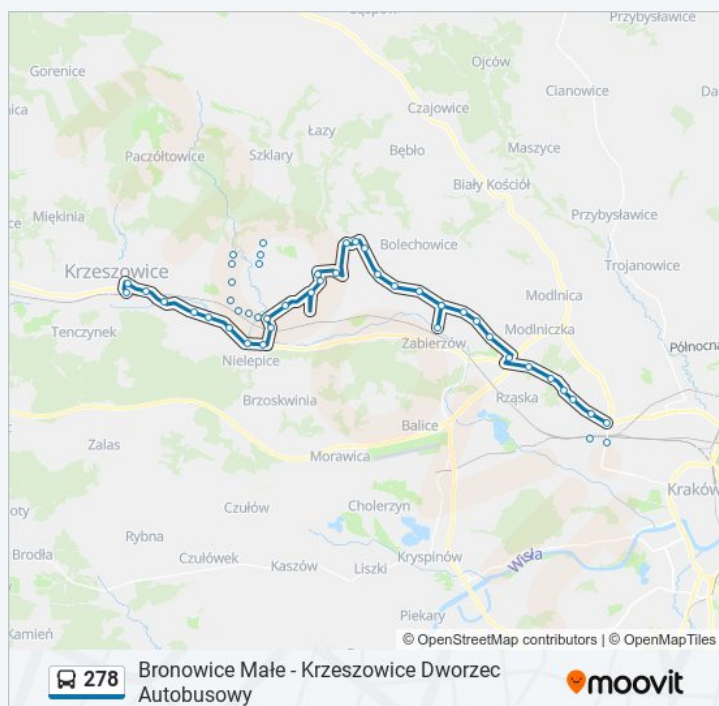 Przybysławice
Gorenice
Ojców
Cianowice
Czajowice
Łazy
Bębło
Maszyce
Paczółtowice
Szklary
Biały Kościół
Miękinia
Przybysławice
Bolechowice
Trojanowice
Krzeszowice
Modlnica
Tenczynek
Modlniczka
Zabierzów
Północna
Nielepice
Brzoskwinia
Rząska
Balice
Zalas
Morawica
Kraków
Czułów
Cholerzyn
Rybna
Wisła
Brodła
Czułówek
Kaszów
Liszki
Kryspinów
Piekary
Kamień
© OpenStreetMap contributors | © OpenMapTiles
278
Bronowice Małe - Krzeszowice Dworzec
Autobusowy
moovit